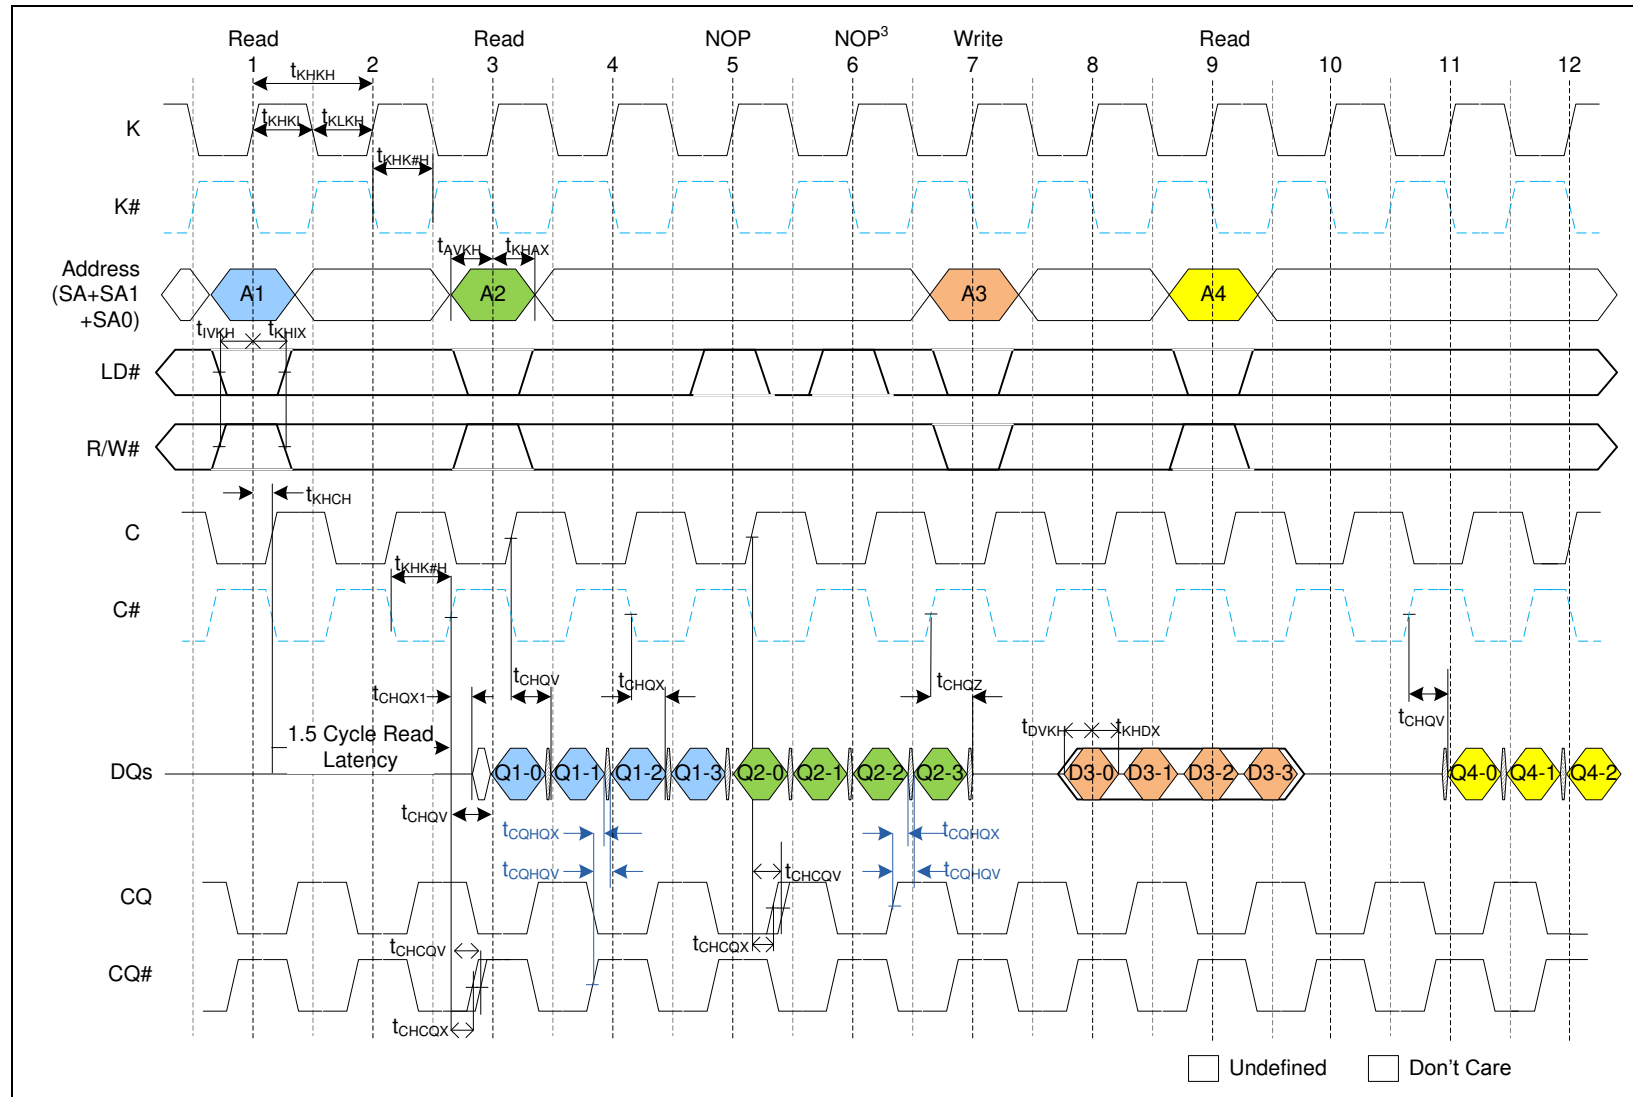 Read Read NOP NOP3 Write Read
1 2 3 4 5 6 7 8 9 10 11 12
tKHKH
K
tKHKL tKLKH
tKHK#H
K#
tAVKH tKHAX
Address
(SA+SA1
+SA0)
A1 A2 A3 A4
tIVKH tKHIX
LD#
R/W#
tKHCH
C
tKHK#H
C#
tCHQX1 tCHQV tCHQX tCHQZ tCHQV
1.5 Cycle Read
Latency
tDVKH tKHDX
DQs
Q1-0 Q1-1 Q1-2 Q1-3 Q2-0 Q2-1 Q2-2 Q2-3 D3-0 D3-1 D3-2 D3-3 Q4-0 Q4-1 Q4-2
tCHQV
tCQHQX tCQHQX
tCQHQV tCHCQV tCQHQV
CQ
tCHCQV tCHCQX
CQ#
tCHCQX
Undefined Don't Care